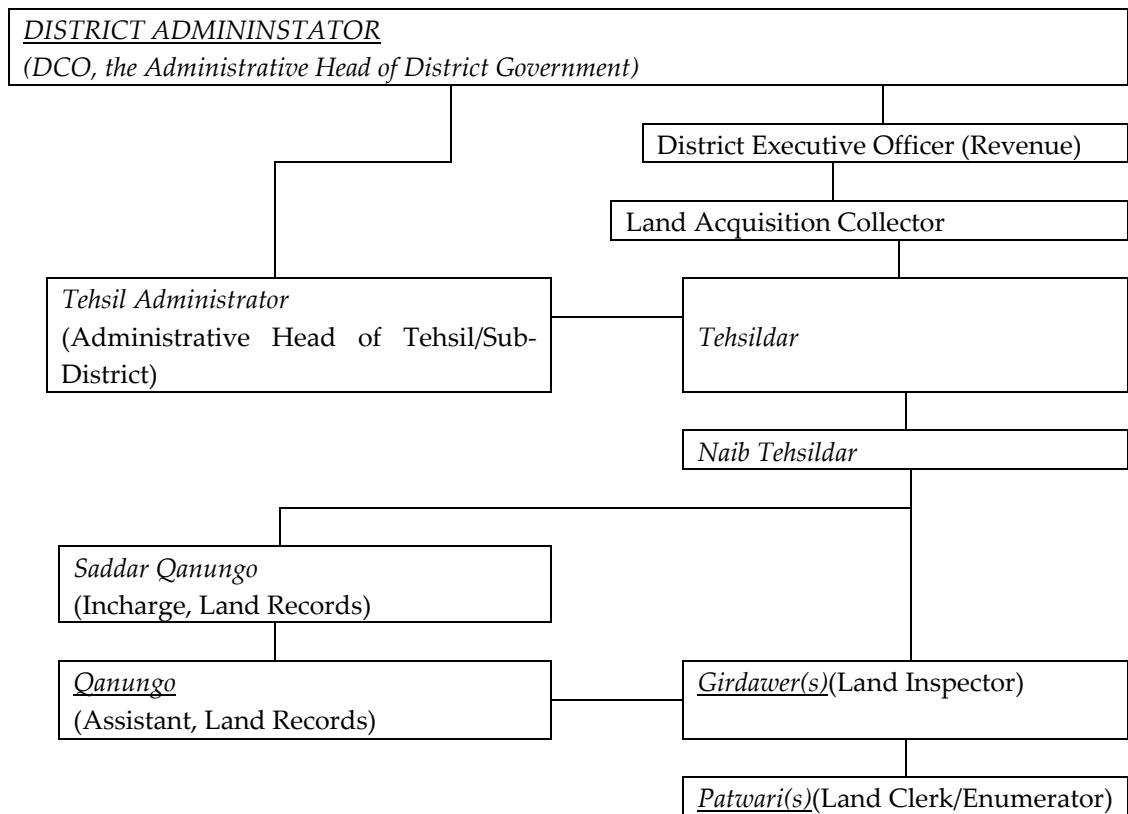 DISTRICT ADMININSTATOR
(DCO, the Administrative Head of District Government)
District Executive Officer (Revenue)
Land Acquisition Collector
Tehsil Administrator
(Administrative Head of Tehsil/Sub-
District)
Tehsildar
Naib Tehsildar
Saddar Qanungo
(Incharge, Land Records)
Qanungo
(Assistant, Land Records)
Girdawer(s)(Land Inspector)
Patwari(s)(Land Clerk/Enumerator)